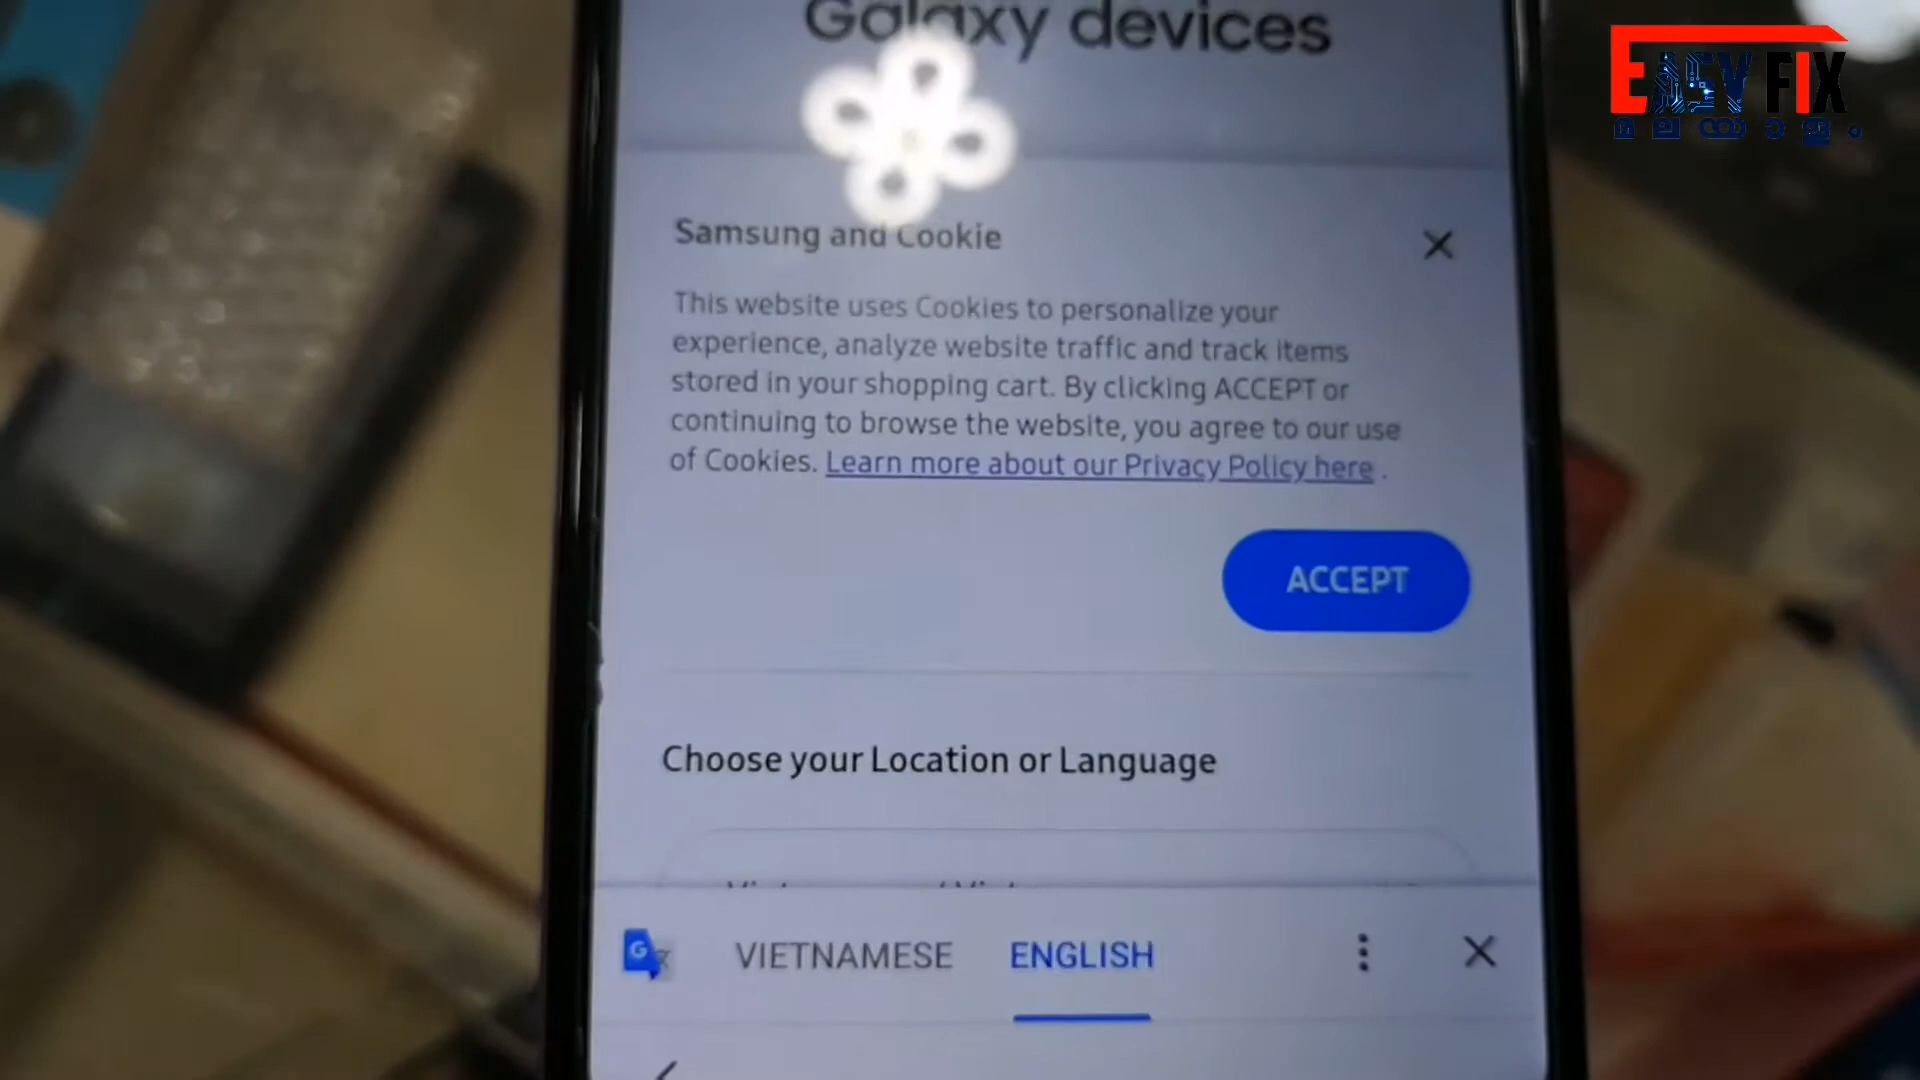 Galaxy devices
EASY FIX
Samsung and Cookie
This website uses Cookies to personalize your
experience, analyze website traffic and track items
stored in your shopping cart. By clicking ACCEPT or
continuing to browse the website, you agree to our use
of Cookies. Learn more about our Privacy Policy here .
ACCEPT
Choose your Location or Language
VIETNAMESE ENGLISH